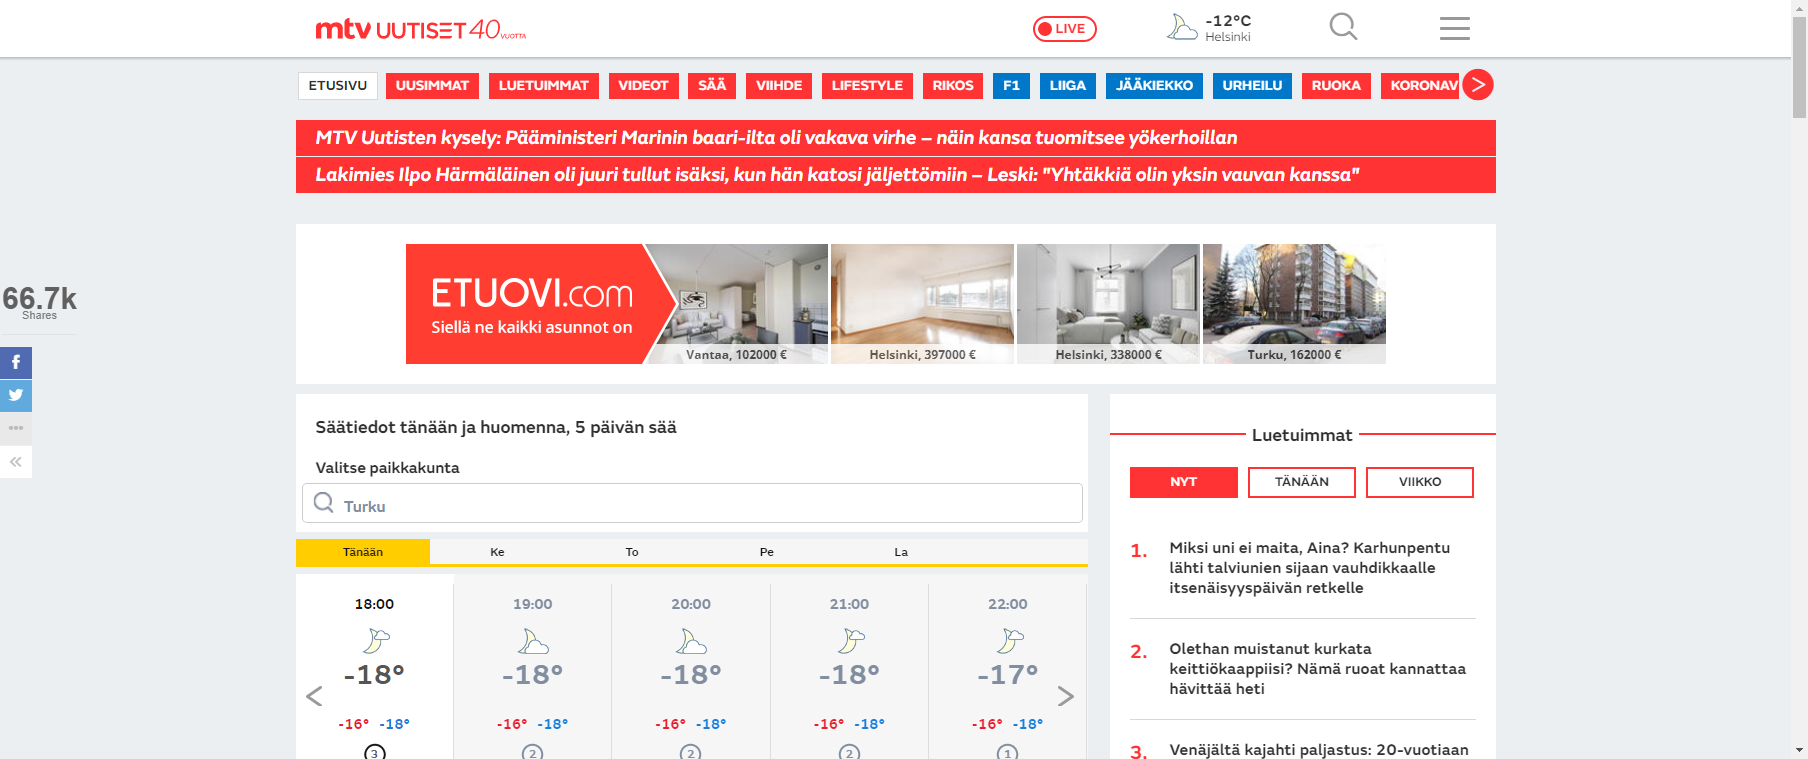 mtv UUTISET 40 VUOTTA
LIVE
-12°C
Helsinki
ETUSIVU UUSIMMAT LUETUIMMAT VIDEOT SÄÄ VIIHDE LIFESTYLE RIKOS F1 LIIGA JÄÄKIEKKO URHEILU RUOKA KORONAV
MTV Uutisten kysely: Pääministeri Marinin baari-ilta oli vakava virhe – näin kansa tuomitsee yökerhoillan
Lakimies Ilpo Härmäläinen oli juuri tullut isäksi, kun hän katosi jäljettömiin – Leski: "Yhtäkkiä olin yksin vauvan kanssa"
66.7k
Shares
ETUOVI.com
Siellä ne kaikki asunnot on
Vantaa, 102000 €
Helsinki, 397000 €
Helsinki, 338000 €
Turku, 162000 €
Säätiedot tänään ja huomenna, 5 päivän sää
Valitse paikkakunta
Turku
Tänään Ke To Pe La
18:00 19:00 20:00 21:00 22:00
-18° -18° -18° -18° -17°
-16° -18° -16° -18° -16° -18° -16° -18° -16° -18°
3 2 2 2 1
Luetuimmat
NYT TÄNÄÄN VIIKKO
1. Miksi uni ei maita, Aina? Karhunpentu
lähti talviunien sijaan vauhdikkaalle
itsenäisyyspäivän retkelle
2. Olethan muistanut kurkata
keittiökaappiisi? Nämä ruoat kannattaa
hävittää heti
3. Venäjältä kajahti paljastus: 20-vuotiaan